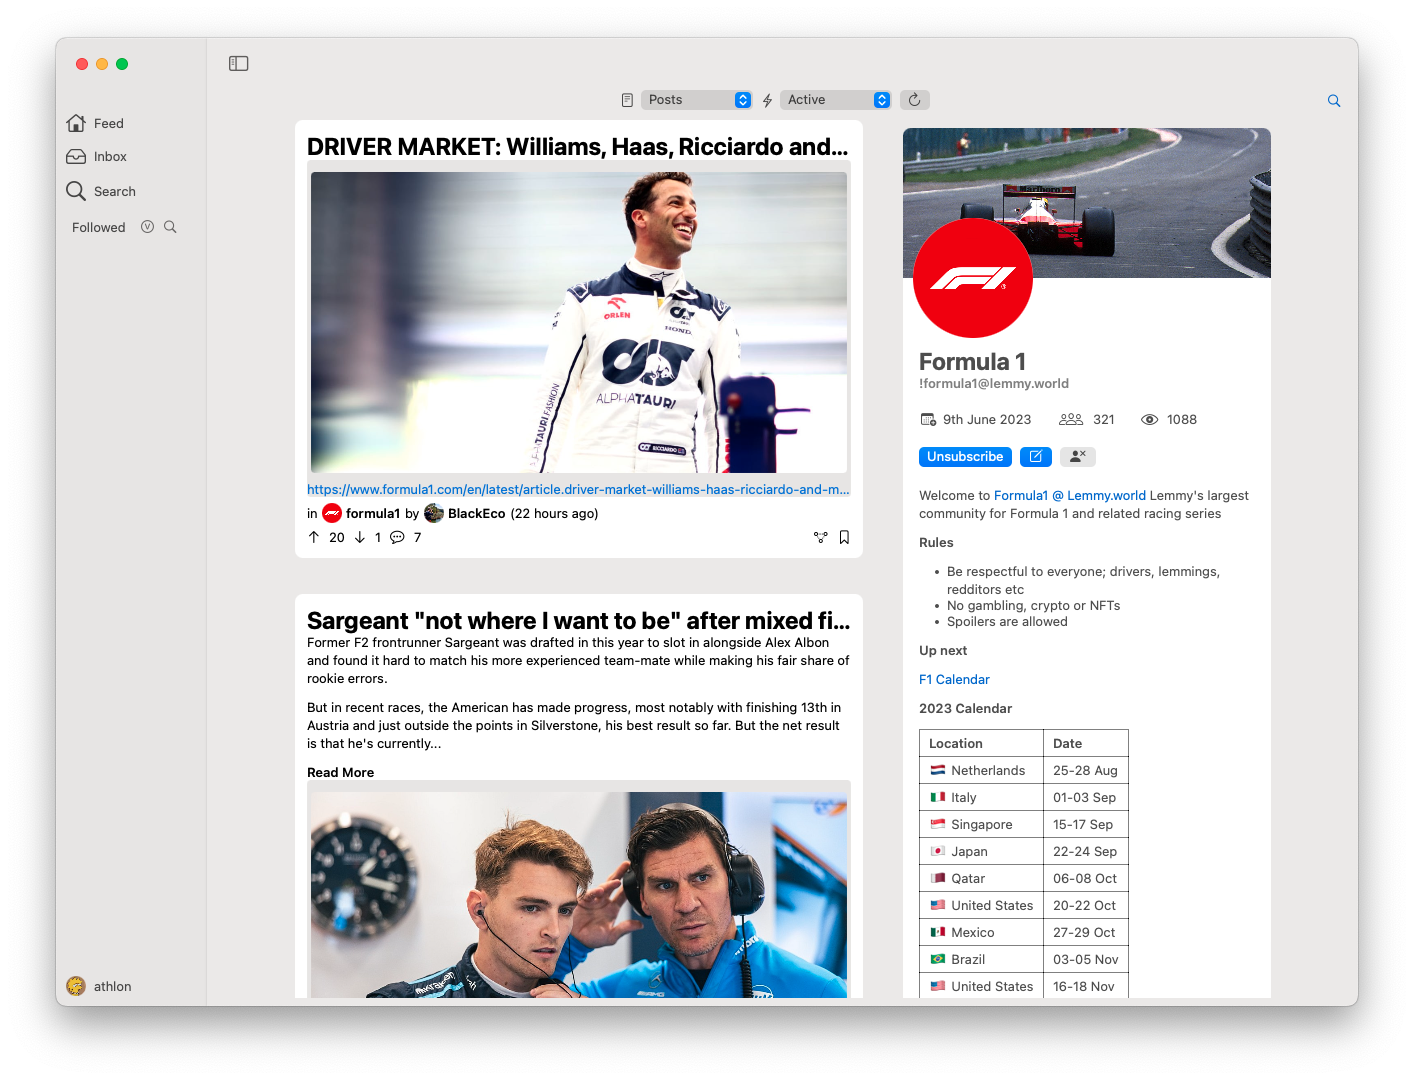 Posts
Active
Feed
Inbox
Search
Followed
V
athlon
DRIVER MARKET: Williams, Haas, Ricciardo and...
ORLEN
HONDA
ALPHATAURI
TAURI.FASHION
RICCIARDO
https://www.formula1.com/en/latest/article.driver-market-williams-haas-ricciardo-and-m...
in formula1 by BlackEco (22 hours ago)
20 1 7
Sargeant "not where I want to be" after mixed fi...
Former F2 frontrunner Sargeant was drafted in this year to slot in alongside Alex Albon
and found it hard to match his more experienced team-mate while making his fair share of
rookie errors.
But in recent races, the American has made progress, most notably with finishing 13th in
Austria and just outside the points in Silverstone, his best result so far. But the net result
is that he's currently...
Read More
kraken
Marlboro
F1
Formula 1
!formula1@lemmy.world
9th June 2023 321 1088
Unsubscribe
Welcome to Formula1 @ Lemmy.world Lemmy's largest
community for Formula 1 and related racing series
Rules
• Be respectful to everyone; drivers, lemmings,
redditors etc
• No gambling, crypto or NFTs
• Spoilers are allowed
Up next
F1 Calendar
2023 Calendar
Location Date
Netherlands 25-28 Aug
Italy 01-03 Sep
Singapore 15-17 Sep
Japan 22-24 Sep
Qatar 06-08 Oct
United States 20-22 Oct
Mexico 27-29 Oct
Brazil 03-05 Nov
United States 16-18 Nov